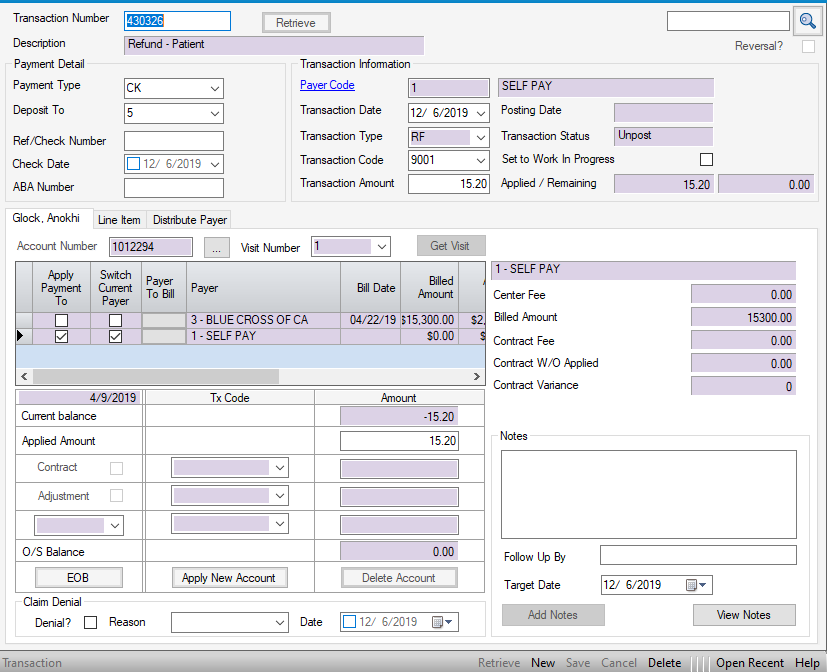 Transaction Number 430326 Retrieve
Description Refund - Patient Reversal?
Payment Detail
Payment Type CK
Deposit To 5
Ref/Check Number
Check Date 12/ 6/2019
ABA Number
Transaction Information
Payer Code 1 SELF PAY
Transaction Date 12/ 6/2019 Posting Date
Transaction Type RF Transaction Status Unpost
Transaction Code 9001 Set to Work In Progress
Transaction Amount 15.20 Applied / Remaining 15.20 0.00
Glock, Anokhi Line Item Distribute Payer
Account Number 1012294 ... Visit Number 1 Get Visit
Apply Payment To Switch Current Payer Payer To Bill Payer Bill Date Billed Amount
3 - BLUE CROSS OF CA 04/22/19 $15,300.00 $2,
1 - SELF PAY $0.00 $
1 - SELF PAY
Center Fee 0.00
Billed Amount 15300.00
Contract Fee 0.00
Contract W/O Applied 0.00
Contract Variance 0
4/9/2019 Tx Code Amount
Current balance -15.20
Applied Amount 15.20
Contract
Adjustment
O/S Balance 0.00
EOB Apply New Account Delete Account
Claim Denial
Denial? Reason Date 12/ 6/2019
Notes
Follow Up By
Target Date 12/ 6/2019
Add Notes View Notes
Transaction Retrieve New Save Cancel Delete Open Recent Help